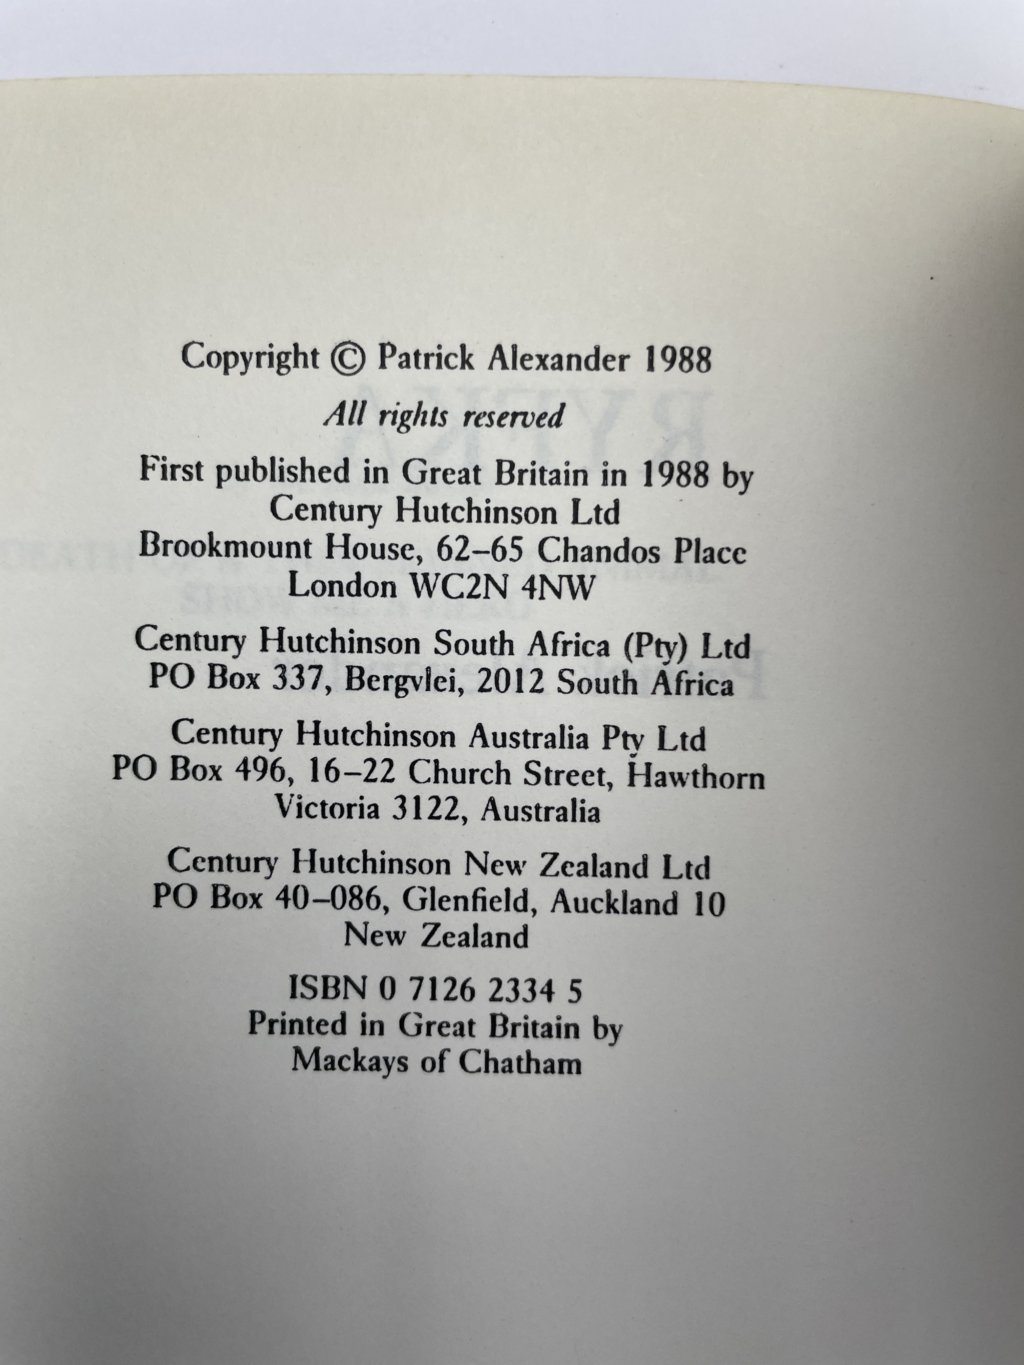 Copyright © Patrick Alexander 1988
All rights reserved
First published in Great Britain in 1988 by
Century Hutchinson Ltd
Brookmount House, 62–65 Chandos Place
London WC2N 4NW
Century Hutchinson South Africa (Pty) Ltd
PO Box 337, Bergvlei, 2012 South Africa
Century Hutchinson Australia Pty Ltd
PO Box 496, 16–22 Church Street, Hawthorn
Victoria 3122, Australia
Century Hutchinson New Zealand Ltd
PO Box 40–086, Glenfield, Auckland 10
New Zealand
ISBN 0 7126 2334 5
Printed in Great Britain by
Mackays of Chatham